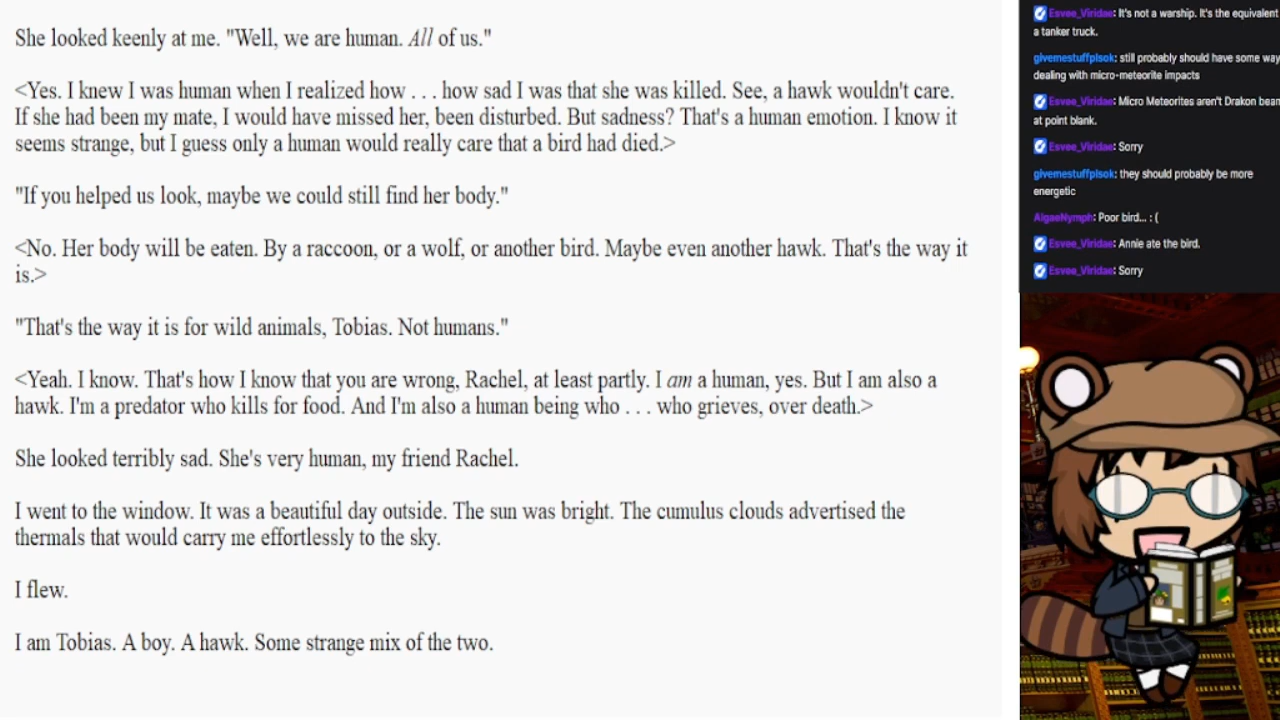 She looked keenly at me. "Well, we are human. All of us."
<Yes. I knew I was human when I realized how . . . how sad I was that she was killed. See, a hawk wouldn't care.
If she had been my mate, I would have missed her, been disturbed. But sadness? That's a human emotion. I know it
seems strange, but I guess only a human would really care that a bird had died.>
"If you helped us look, maybe we could still find her body."
<No. Her body will be eaten. By a raccoon, or a wolf, or another bird. Maybe even another hawk. That's the way it
is.>
"That's the way it is for wild animals, Tobias. Not humans."
<Yeah. I know. That's how I know that you are wrong, Rachel, at least partly. I am a human, yes. But I am also a
hawk. I'm a predator who kills for food. And I'm also a human being who . . . who grieves, over death.>
She looked terribly sad. She's very human, my friend Rachel.
I went to the window. It was a beautiful day outside. The sun was bright. The cumulus clouds advertised the
thermals that would carry me effortlessly to the sky.
I flew.
I am Tobias. A boy. A hawk. Some strange mix of the two.
Esvee_Viridae: It's not a warship. It's the equivalent
a tanker truck.
givemestuffplsok: still probably should have some way
dealing with micro-meteorite impacts
Esvee_Viridae: Micro Meteorites aren't Drakon beam
at point blank.
Esvee_Viridae: Sorry
givemestuffplsok: they should probably be more
energetic
AlgaeNymph: Poor bird... : (
Esvee_Viridae: Annie ate the bird.
Esvee_Viridae: Sorry